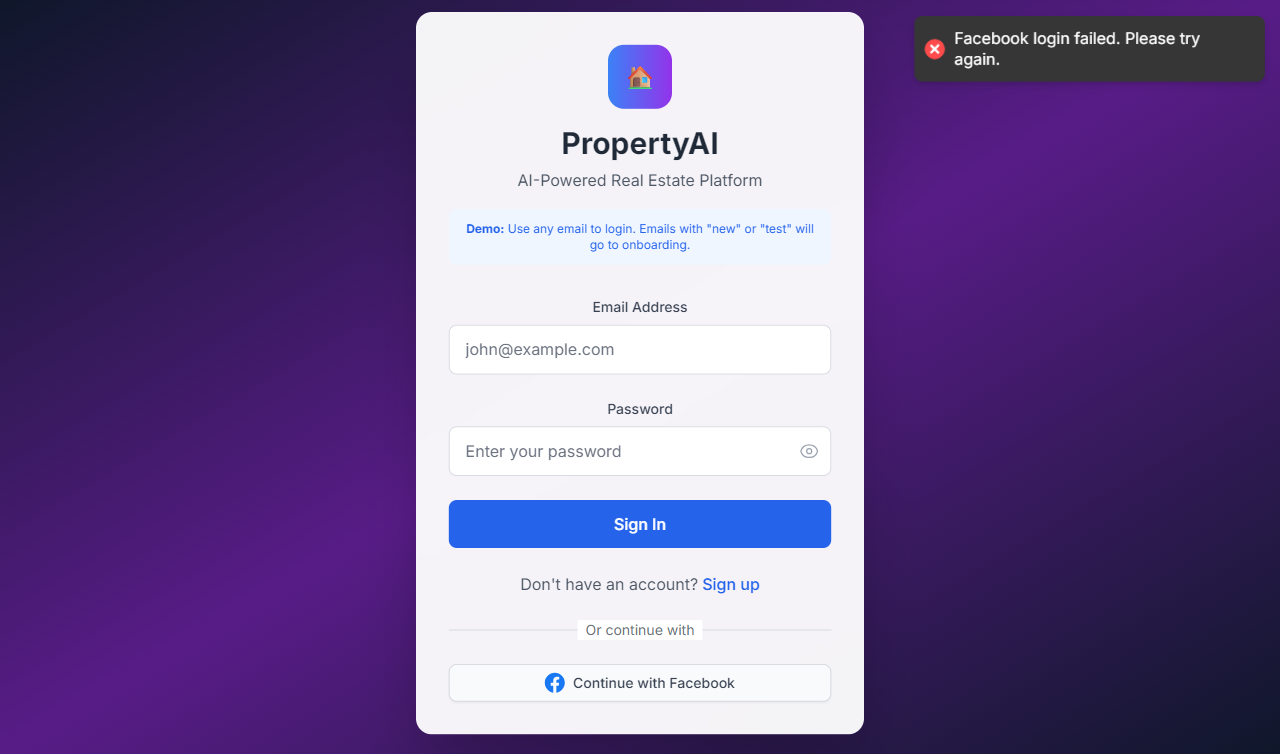 Facebook login failed. Please try
again.
PropertyAI
AI-Powered Real Estate Platform
Demo: Use any email to login. Emails with "new" or "test" will
go to onboarding.
Email Address
john@example.com
Password
Enter your password
Sign In
Don't have an account? Sign up
Or continue with
Continue with Facebook